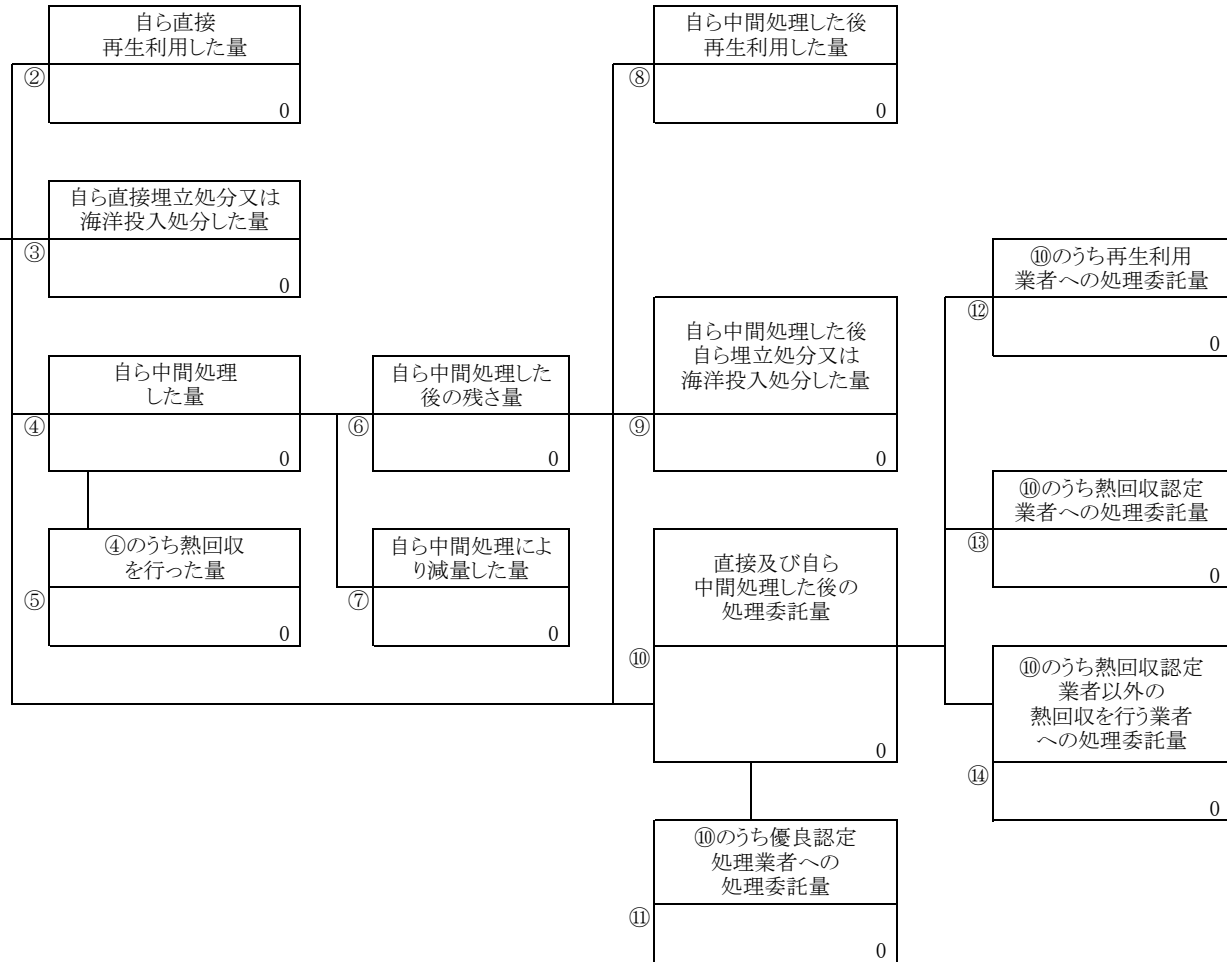 自ら直接
再生利用した量
②
0
自ら直接埋立処分又は
海洋投入処分した量
③
0
自ら中間処理
した量
④
0
④のうち熱回収
を行った量
⑤
0
自ら中間処理した
後の残さ量
⑥
0
自ら中間処理によ
り減量した量
⑦
0
自ら中間処理した後
再生利用した量
⑧
0
自ら中間処理した後
自ら埋立処分又は
海洋投入処分した量
⑨
0
直接及び自ら
中間処理した後の
処理委託量
⑩
0
⑩のうち優良認定
処理業者への
処理委託量
⑪
0
⑩のうち再生利用
業者への処理委託量
⑫
0
⑩のうち熱回収認定
業者への処理委託量
⑬
0
⑩のうち熱回収認定
業者以外の
熱回収を行う業者
への処理委託量
⑭
0